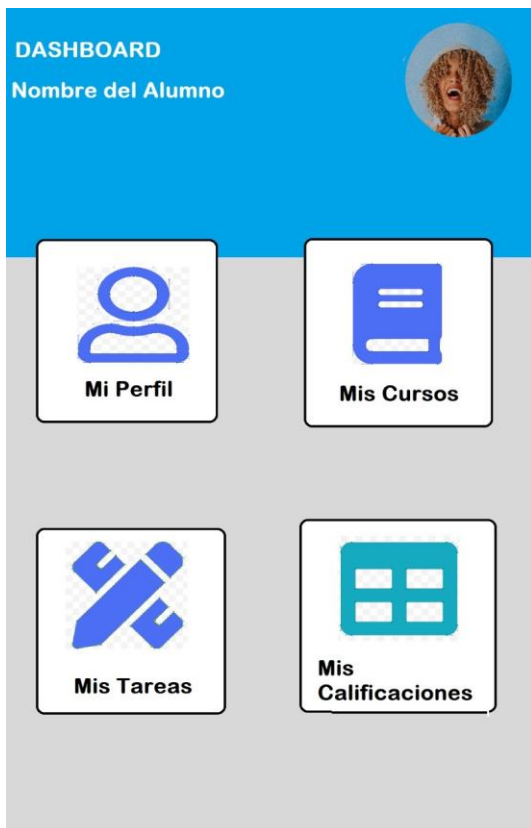 DASHBOARD
Nombre del Alumno
Mi Perfil
Mis Cursos
Mis Tareas
Mis
Calificaciones